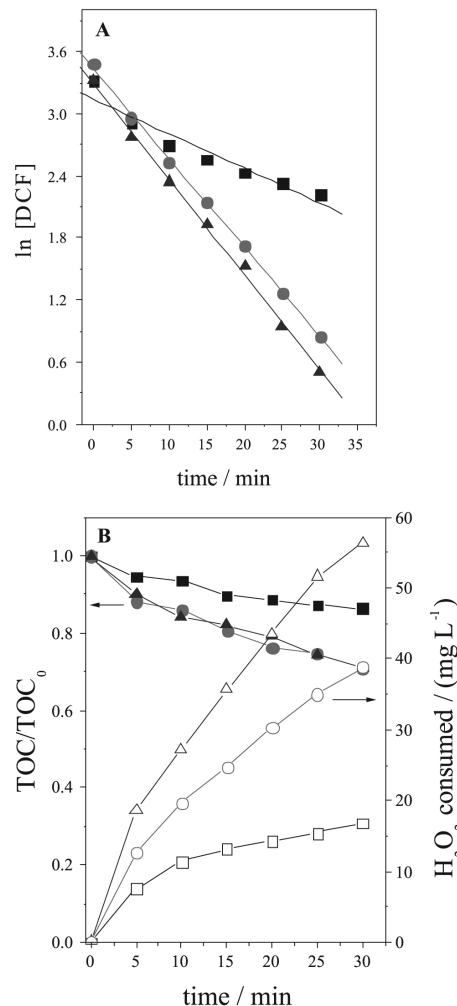 A
3.6
3.0
2.4
1.8
1.2
0.6
0.0
ln [DCF]
0 5 10 15 20 25 30 35
time / min
B
1.0
0.8
0.6
0.4
0.2
0.0
TOC/TOC₀
60
50
40
30
20
10
0
H₂O₂ consumed / (mg L⁻¹)
0 5 10 15 20 25 30
time / min